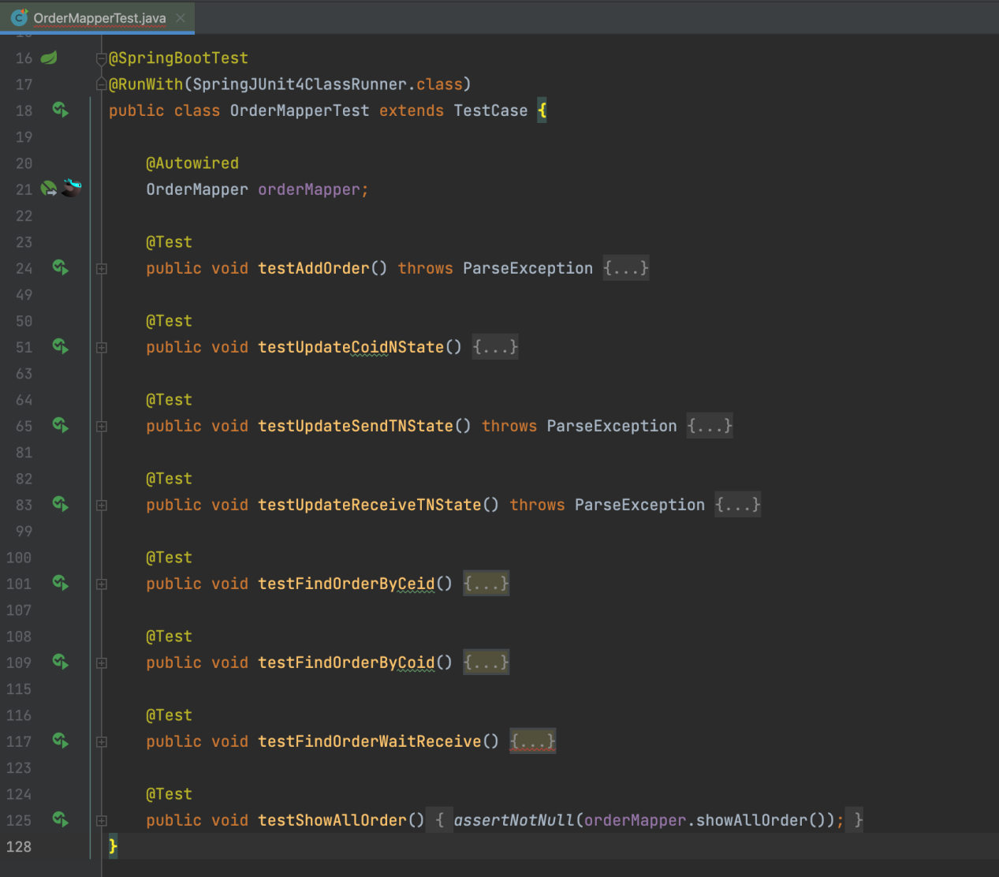 OrderMapperTest.java
16 @SpringBootTest
17 @RunWith(SpringJUnit4ClassRunner.class)
18 public class OrderMapperTest extends TestCase {
19
20 @Autowired
21 OrderMapper orderMapper;
22
23 @Test
24 public void testAddOrder() throws ParseException {...}
49
50 @Test
51 public void testUpdateCoidNState() {...}
63
64 @Test
65 public void testUpdateSendTNState() throws ParseException {...}
81
82 @Test
83 public void testUpdateReceiveTNState() throws ParseException {...}
99
100 @Test
101 public void testFindOrderByCeid() {...}
107
108 @Test
109 public void testFindOrderByCoid() {...}
115
116 @Test
117 public void testFindOrderWaitReceive() {...}
123
124 @Test
125 public void testShowAllOrder() { assertNotNull(orderMapper.showAllOrder()); }
128 }